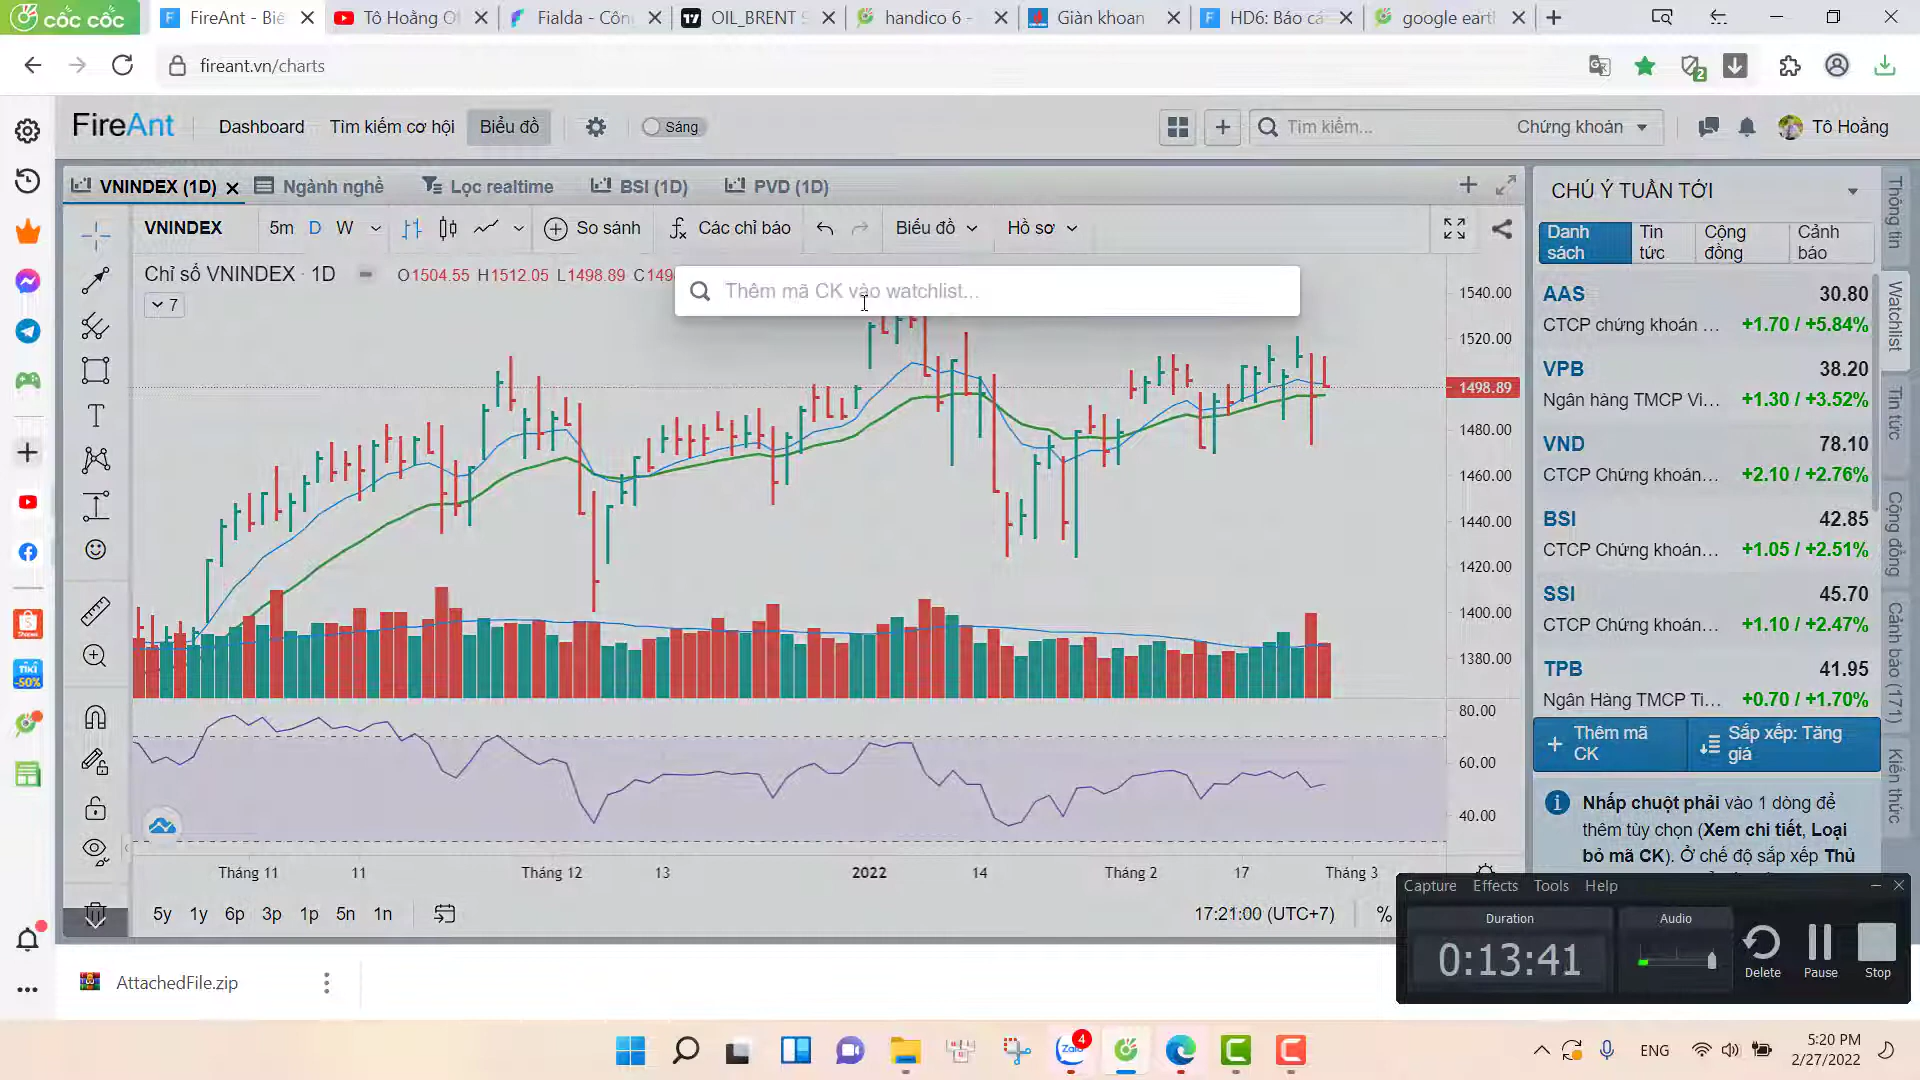 cốc cốc
FireAnt - Biể
Tô Hoằng Of
Fialda - Côn
OIL_BRENT S
handico 6 -
Giàn khoan
HD6: Báo cá
google eart
fireant.vn/charts
2
FireAnt
Dashboard
Tìm kiếm cơ hội
Biểu đồ
Sáng
Tìm kiếm...
Chứng khoán
Tô Hoằng
VNINDEX (1D)
Ngành nghề
Lọc realtime
BSI (1D)
PVD (1D)
VNINDEX
5m
D
W
So sánh
Các chỉ báo
Biểu đồ
Hồ sơ
Chỉ số VNINDEX · 1D
O1504.55 H1512.05 L1498.89 C149
7
Thêm mã CK vào watchlist...
1540.00
1520.00
1498.89
1480.00
1460.00
1440.00
1420.00
1400.00
1380.00
80.00
60.00
40.00
Tháng 11
11
Tháng 12
13
2022
14
Tháng 2
17
Tháng 3
5y 1y 6p 3p 1p 5n 1n
17:21:00 (UTC+7)
%
CHÚ Ý TUẦN TỚI
Danh sách
Tin tức
Cộng đồng
Cảnh báo
AAS 30.80
CTCP chứng khoán ... +1.70 / +5.84%
VPB 38.20
Ngân hàng TMCP Vi... +1.30 / +3.52%
VND 78.10
CTCP Chứng khoán... +2.10 / +2.76%
BSI 42.85
CTCP Chứng khoán... +1.05 / +2.51%
SSI 45.70
CTCP Chứng khoán... +1.10 / +2.47%
TPB 41.95
Ngân Hàng TMCP Ti... +0.70 / +1.70%
Thêm mã CK
Sắp xếp: Tăng giá
Nhấp chuột phải vào 1 dòng để
thêm tùy chọn (Xem chi tiết, Loại
bỏ mã CK). Ở chế độ sắp xếp Thủ
Thông tin
Watchlist
Tin tức
Cộng đồng
Cảnh báo (171)
Kiến thức
Capture Effects Tools Help
Duration
0:13:41
Audio
Delete
Pause
Stop
AttachedFile.zip
TIKI
-50%
Zalo
4
ENG
5:20 PM
2/27/2022